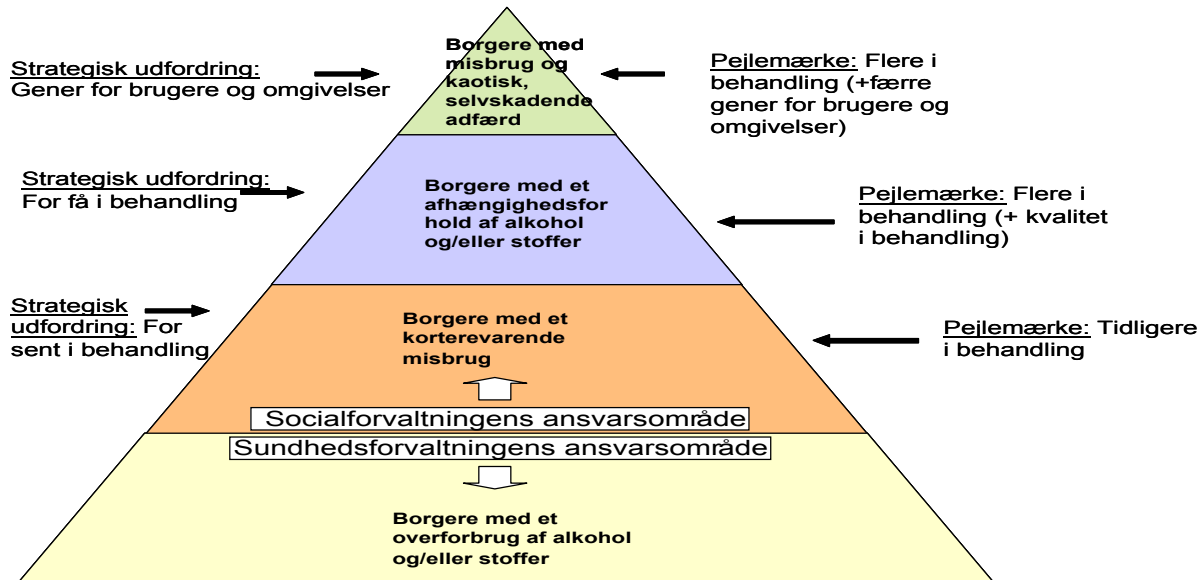 Borgere med
misbrug og
kaotisk,
selvskadende
adfærd
Strategisk udfordring:
Gener for brugere og omgivelser
Pejlemærke: Flere i
behandling (+færre
gener for brugere og
omgivelser)
Strategisk udfordring:
For få i behandling
Borgere med et
afhængighedsfor
hold af alkohol
og/eller stoffer
Pejlemærke: Flere i
behandling (+ kvalitet
i behandling)
Strategisk
udfordring: For
sent i behandling
Borgere med et
korterevarende
misbrug
Pejlemærke: Tidligere
i behandling
Socialforvaltningens ansvarsområde
Sundhedsforvaltningens ansvarsområde
Borgere med et
overforbrug af alkohol
og/eller stoffer